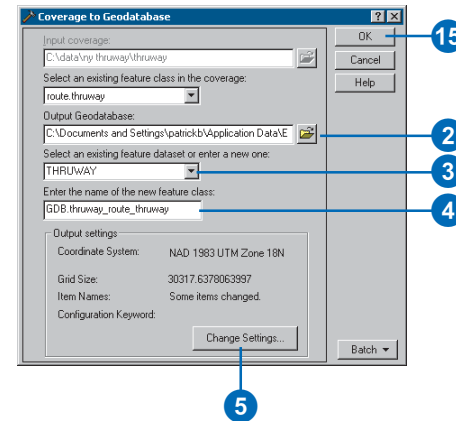 Coverage to Geodatabase
Input coverage:
C:\data\ny thruway\thruway
Select an existing feature class in the coverage:
route.thruway
Output Geodatabase:
C:\Documents and Settings\patrickb\Application Data\E
Select an existing feature dataset or enter a new one:
THRUWAY
Enter the name of the new feature class:
GDB.thruway_route_thruway
Output settings
Coordinate System: NAD 1983 UTM Zone 18N
Grid Size: 30317.6378063997
Item Names: Some items changed.
Configuration Keyword:
Change Settings...
OK
Cancel
Help
Batch
15
2
3
4
5